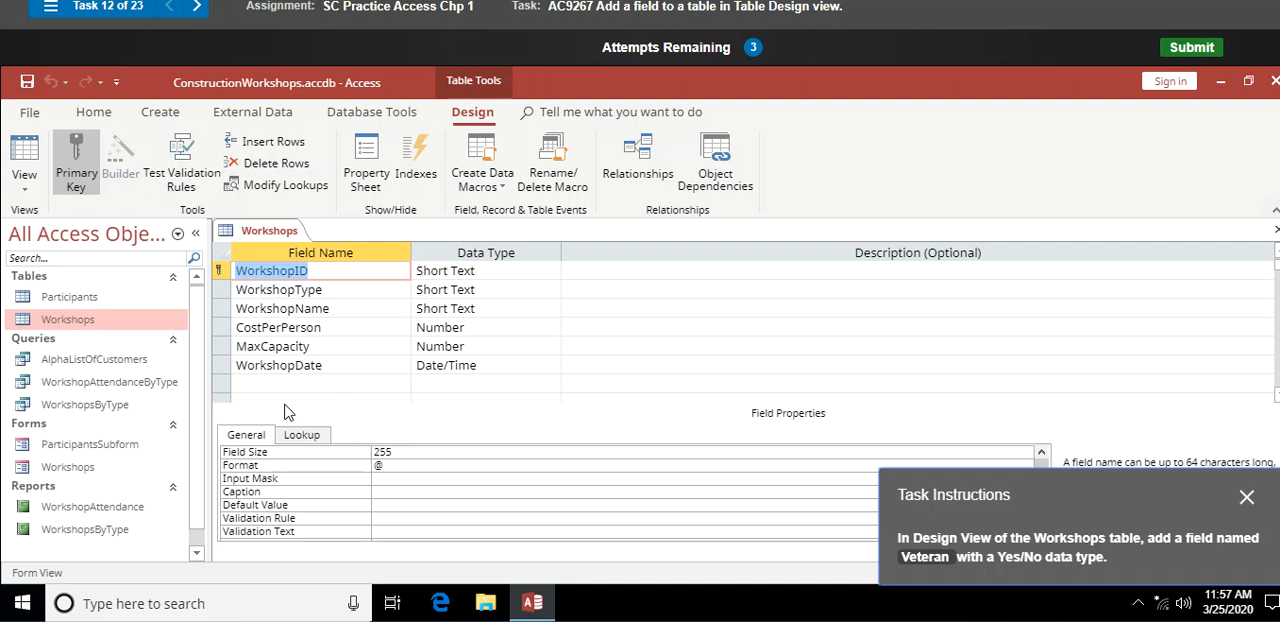 Task 12 of 23
Assignment: SC Practice Access Chp 1
Task: AC9267 Add a field to a table in Table Design view.
Attempts Remaining 3
Submit
ConstructionWorkshops.accdb - Access
Table Tools
Sign in
File
Home
Create
External Data
Database Tools
Design
Tell me what you want to do
View
Primary Key
Builder
Test Validation Rules
Insert Rows
Delete Rows
Modify Lookups
Property Sheet
Indexes
Create Data Macros
Rename/ Delete Macro
Relationships
Object Dependencies
Views
Tools
Show/Hide
Field, Record & Table Events
Relationships
All Access Obje...
Search...
Tables
Participants
Workshops
Queries
AlphaListOfCustomers
WorkshopAttendanceByType
WorkshopsByType
Forms
ParticipantsSubform
Workshops
Reports
WorkshopAttendance
WorkshopsByType
Workshops
Field Name Data Type Description (Optional)
WorkshopID Short Text
WorkshopType Short Text
WorkshopName Short Text
CostPerPerson Number
MaxCapacity Number
WorkshopDate Date/Time
Field Properties
General Lookup
Field Size 255
Format @
Input Mask
Caption
Default Value
Validation Rule
Validation Text
A field name can be up to 64 characters long,
Task Instructions
In Design View of the Workshops table, add a field named
Veteran with a Yes/No data type.
Form View
Type here to search
11:57 AM
3/25/2020